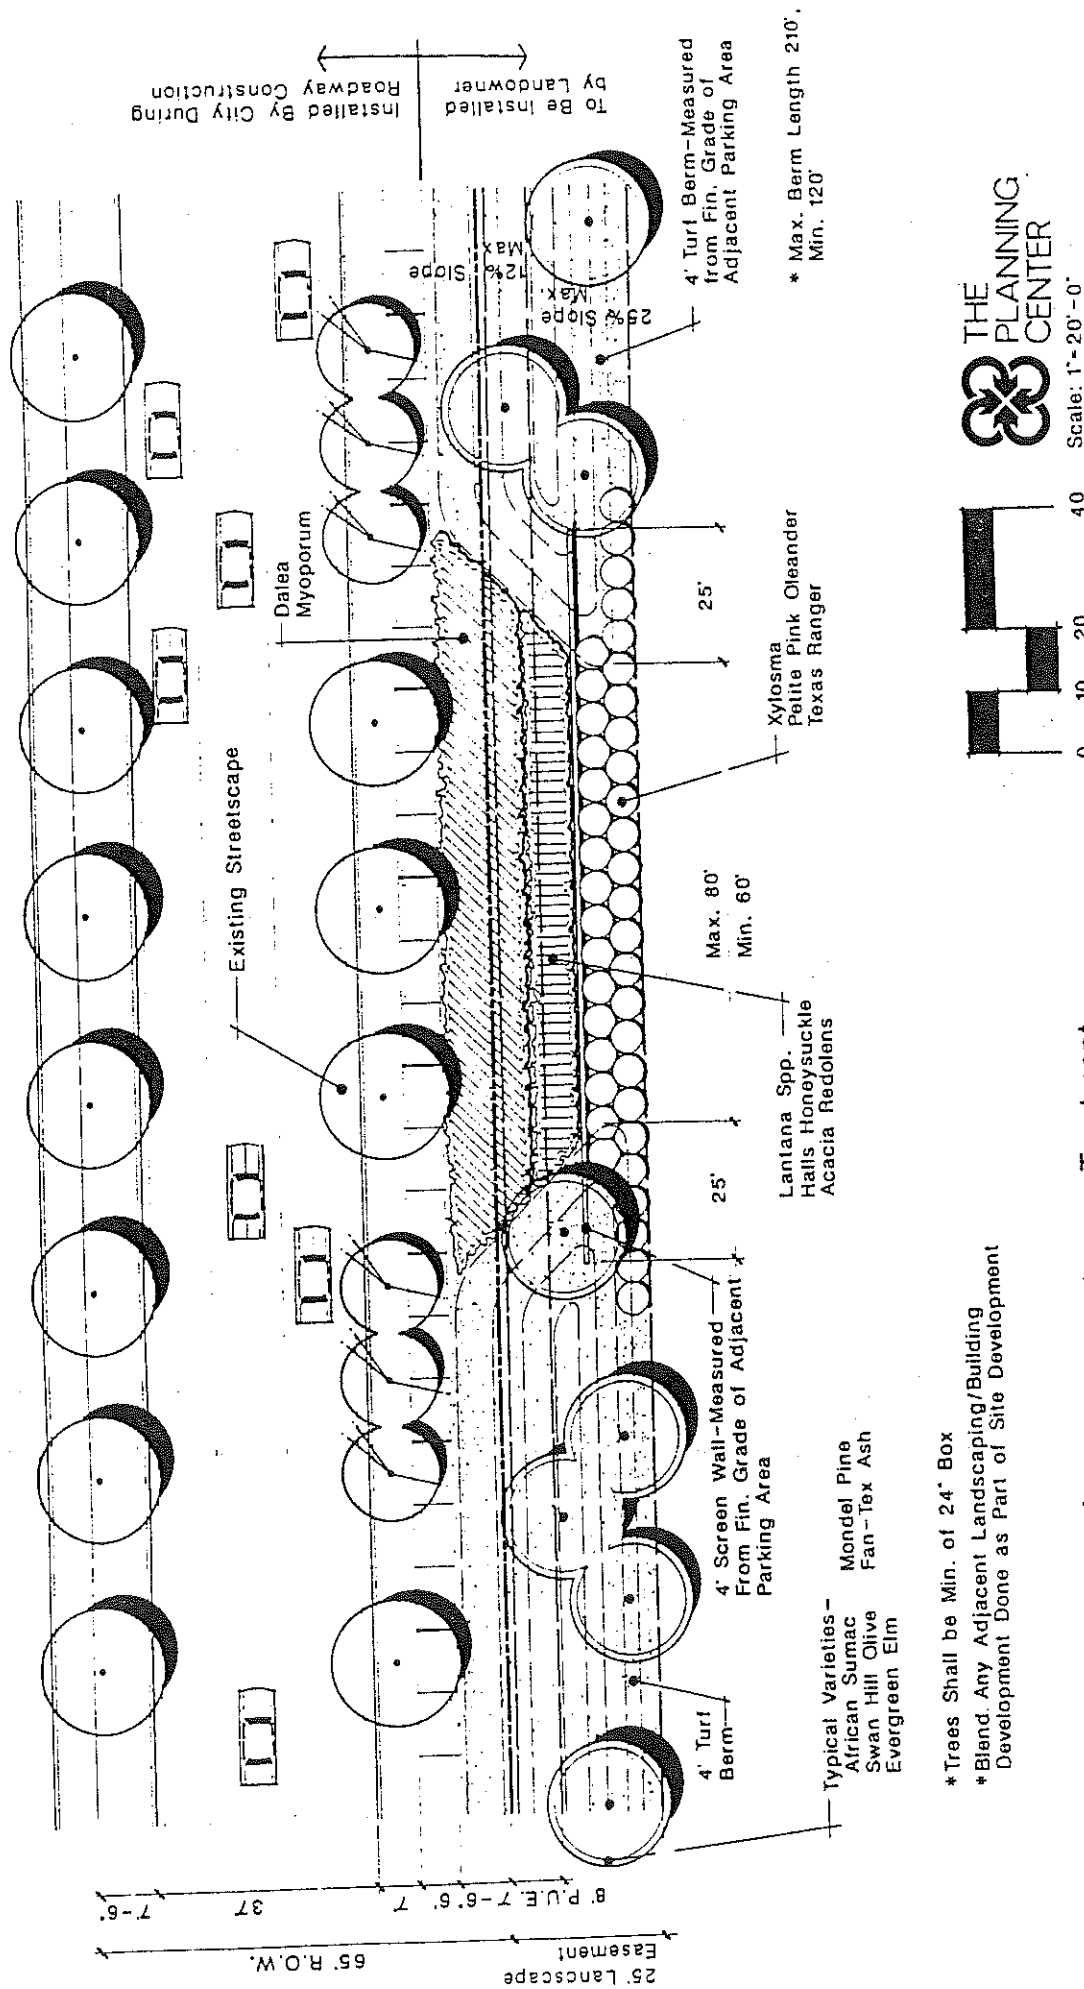 Installed By City During
Roadway Construction
To Be Installed
by Landowner
4' Turf Berm-Measured
from Fin. Grade of
Adjacent Parking Area
* Max. Berm Length 210',
Min. 120'
12% Slope
Max
25% Slope
Max.
Dalea
Myoporum
Existing Streetscape
25'
Xylosma
Petite Pink Oleander
Texas Ranger
Max. 80'
Min. 60'
Lantana Spp.
Halls Honeysuckle
Acacia Redolens
25'
4' Screen Wall-Measured
From Fin. Grade of Adjacent
Parking Area
4' Turf
Berm
Typical Varieties-
African Sumac
Swan Hill Olive
Evergreen Elm
Mondel Pine
Fan-Tex Ash
*Trees Shall be Min. of 24" Box
*Blend Any Adjacent Landscaping/Building
Development Done as Part of Site Development
7'-6"
37
7'
6'
7'-6"
8' P.U.E.
65' R.O.W.
25' Landscape
Easement
THE
PLANNING
CENTER
Scale: 1"=20'-0"
0 10 20 40